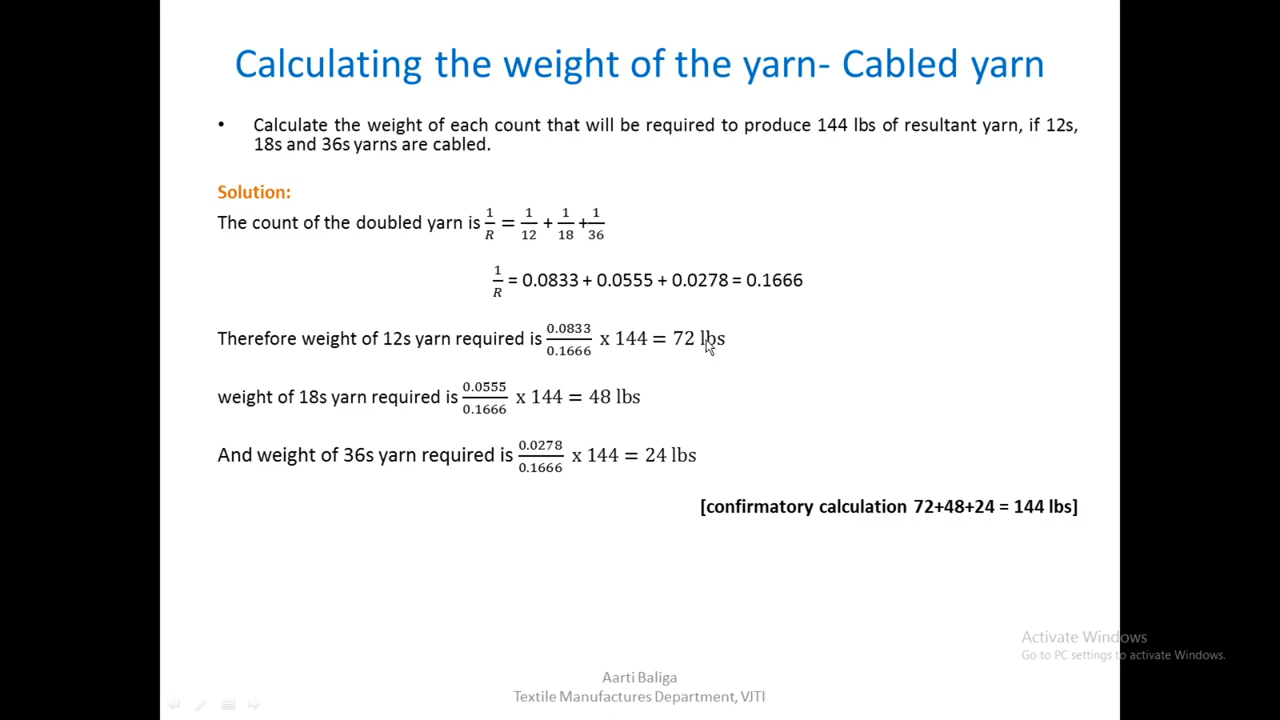 Calculating the weight of the yarn- Cabled yarn
• Calculate the weight of each count that will be required to produce 144 lbs of resultant yarn, if 12s,
18s and 36s yarns are cabled.
Solution:
The count of the doubled yarn is 1/R = 1/12 + 1/18 + 1/36
1/R = 0.0833 + 0.0555 + 0.0278 = 0.1666
Therefore weight of 12s yarn required is 0.0833/0.1666 x 144 = 72 lbs
weight of 18s yarn required is 0.0555/0.1666 x 144 = 48 lbs
And weight of 36s yarn required is 0.0278/0.1666 x 144 = 24 lbs
[confirmatory calculation 72+48+24 = 144 lbs]
Activate Windows
Go to PC settings to activate Windows.
Aarti Baliga
Textile Manufactures Department, VJTI